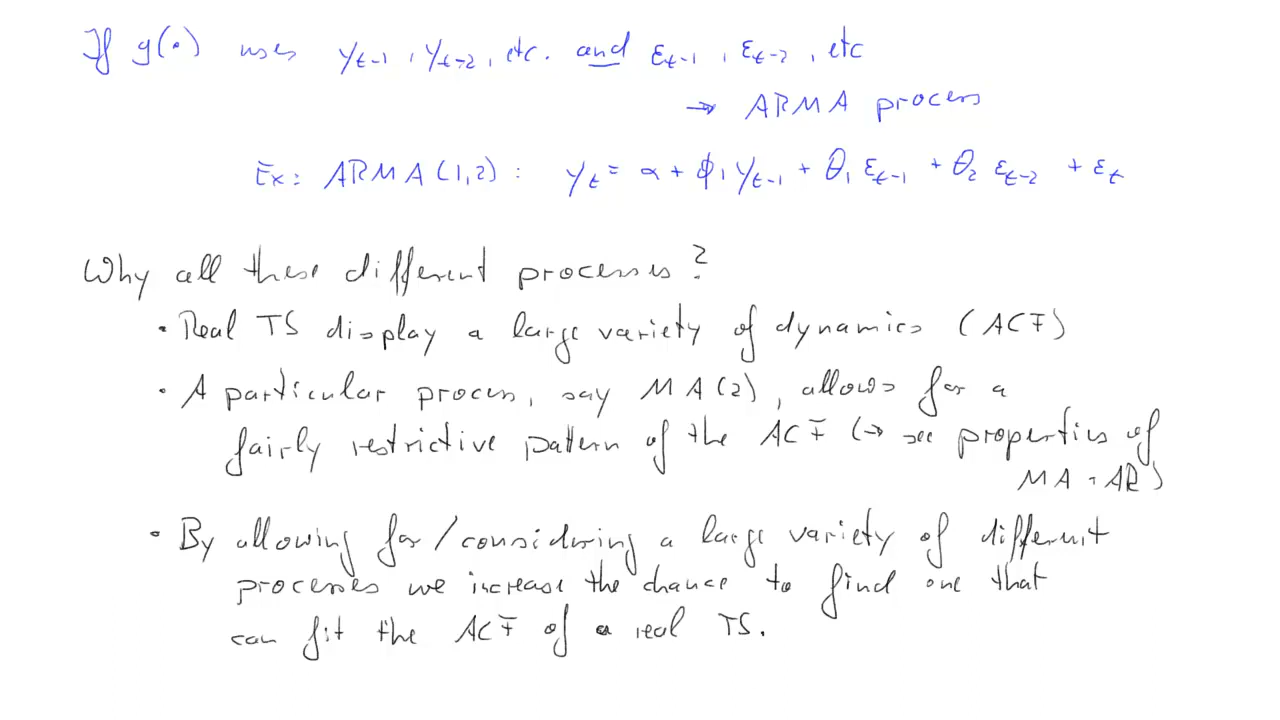 If g(•) uses y_{t-1}, y_{t-2}, etc. and ε_{t-1}, ε_{t-2}, etc
→ ARMA process
Ex: ARMA(1,2): y_t = α + ϕ_1 y_{t-1} + θ_1 ε_{t-1} + θ_2 ε_{t-2} + ε_t
Why all these different processes?
• Real TS display a large variety of dynamics (ACF)
• A particular process, say MA(2), allows for a
fairly restrictive pattern of the ACF (→ see properties of
MA + AR)
• By allowing for/considering a large variety of different
processes we increase the chance to find one that
can fit the ACF of a real TS.